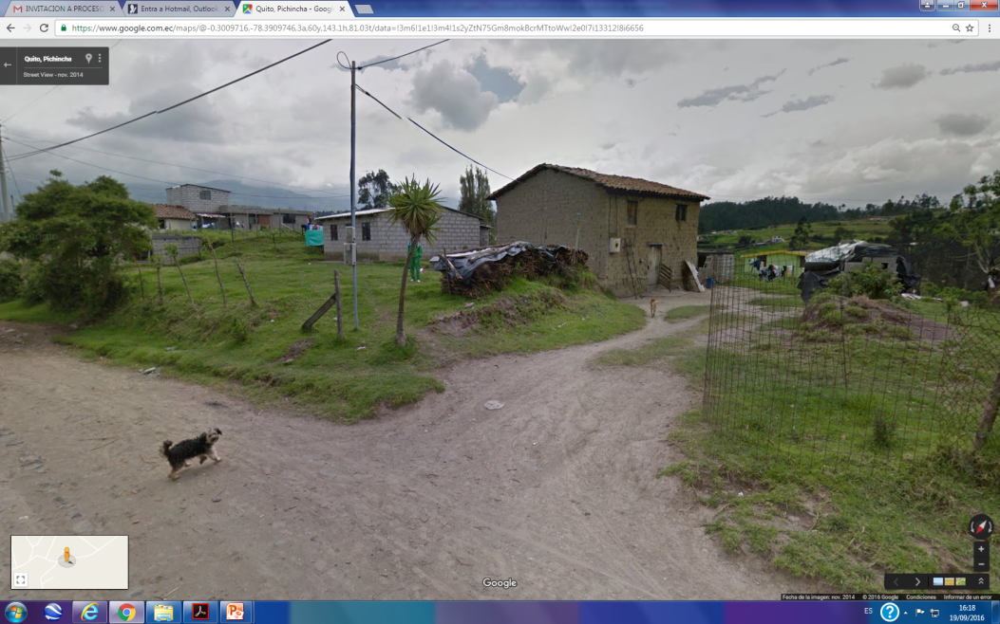 INVITACION A PROCESO
Entra a Hotmail, Outlook
Quito, Pichincha - Google
https://www.google.com.ec/maps/@-0.3009716,-78.3909746,3a,60y,143.1h,81.03t/data=!3m6!1e1!3m4!1s2yZtN75Gm8mokBcrMTtoWw!2e0!7i13312!8i6656
Quito, Pichincha
Street View - nov. 2014
Google
Fecha de la imagen: nov. 2014 © 2016 Google Condiciones Informar de un error
ES
16:18
19/09/2016